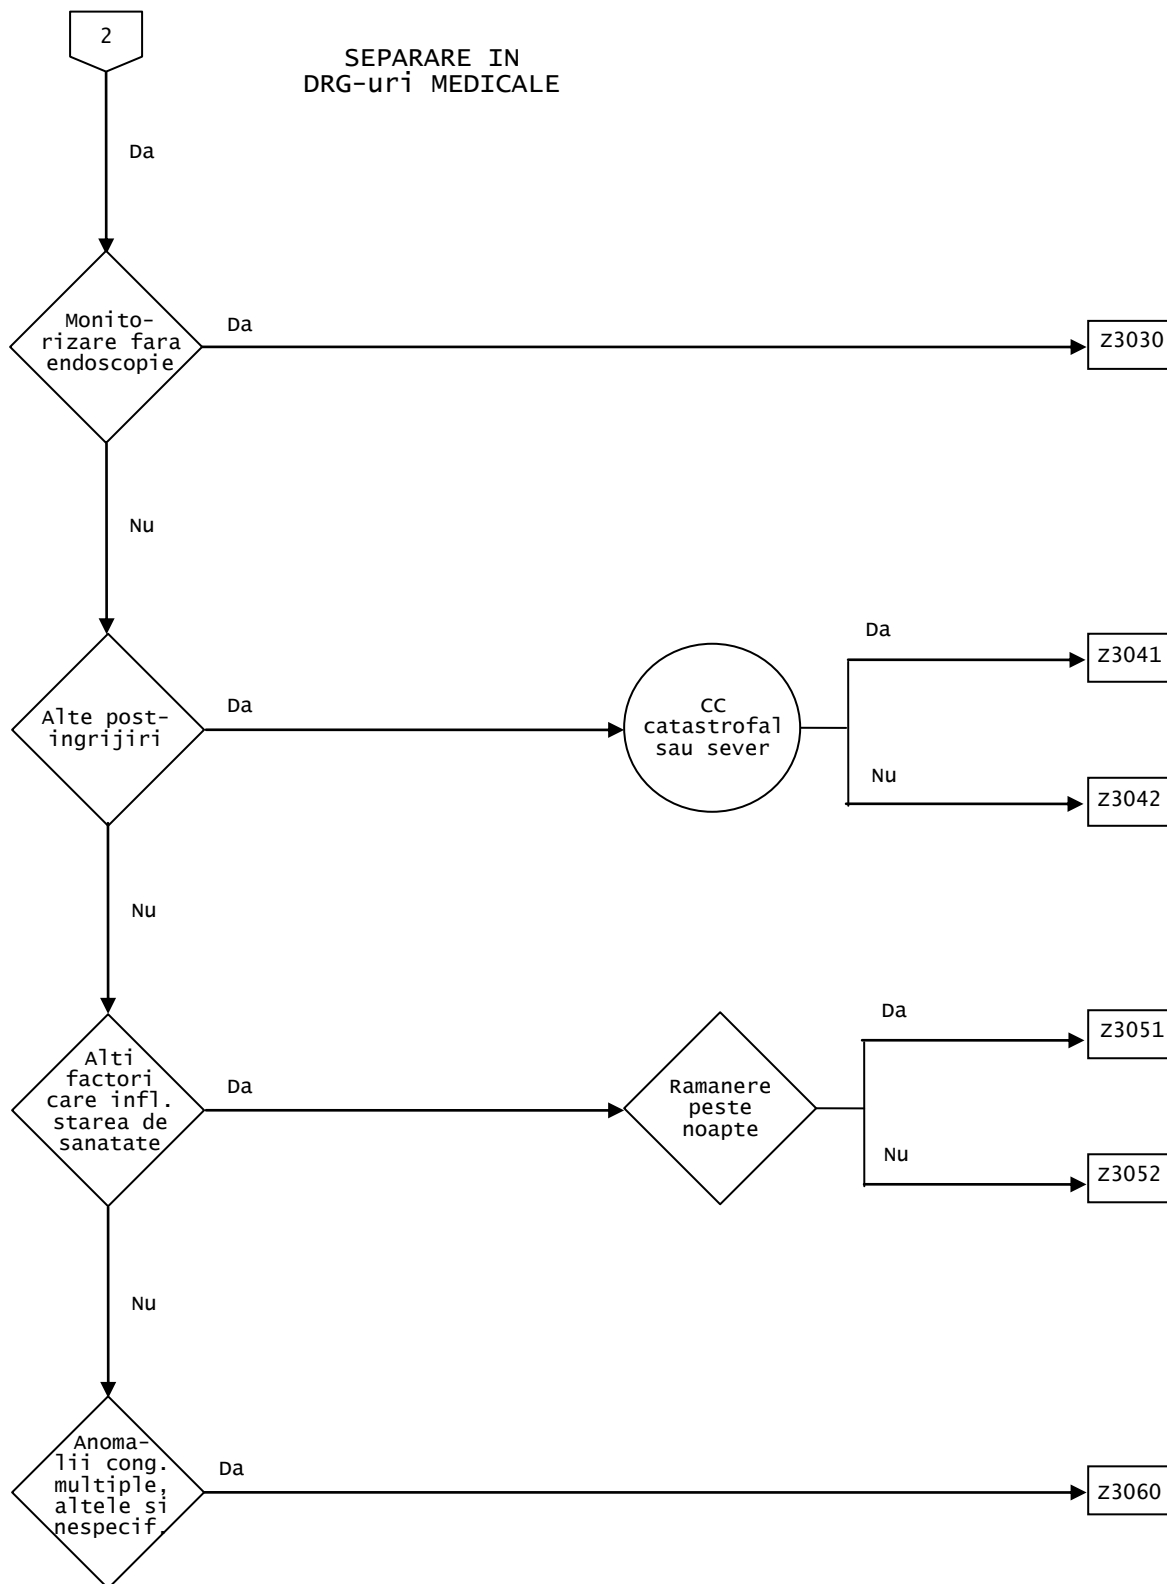 2
SEPARARE IN
DRG-uri MEDICALE
Da
Monito-
rizare fara
endoscopie
Da
Z3030
Nu
Alte post-
ingrijiri
Da
CC
catastrofal
sau sever
Da
Z3041
Nu
Z3042
Nu
Alti
factori
care infl.
starea de
sanatate
Da
Ramanere
peste
noapte
Da
Z3051
Nu
Z3052
Nu
Anoma-
lii cong.
multiple,
altele si
nespecif.
Da
Z3060